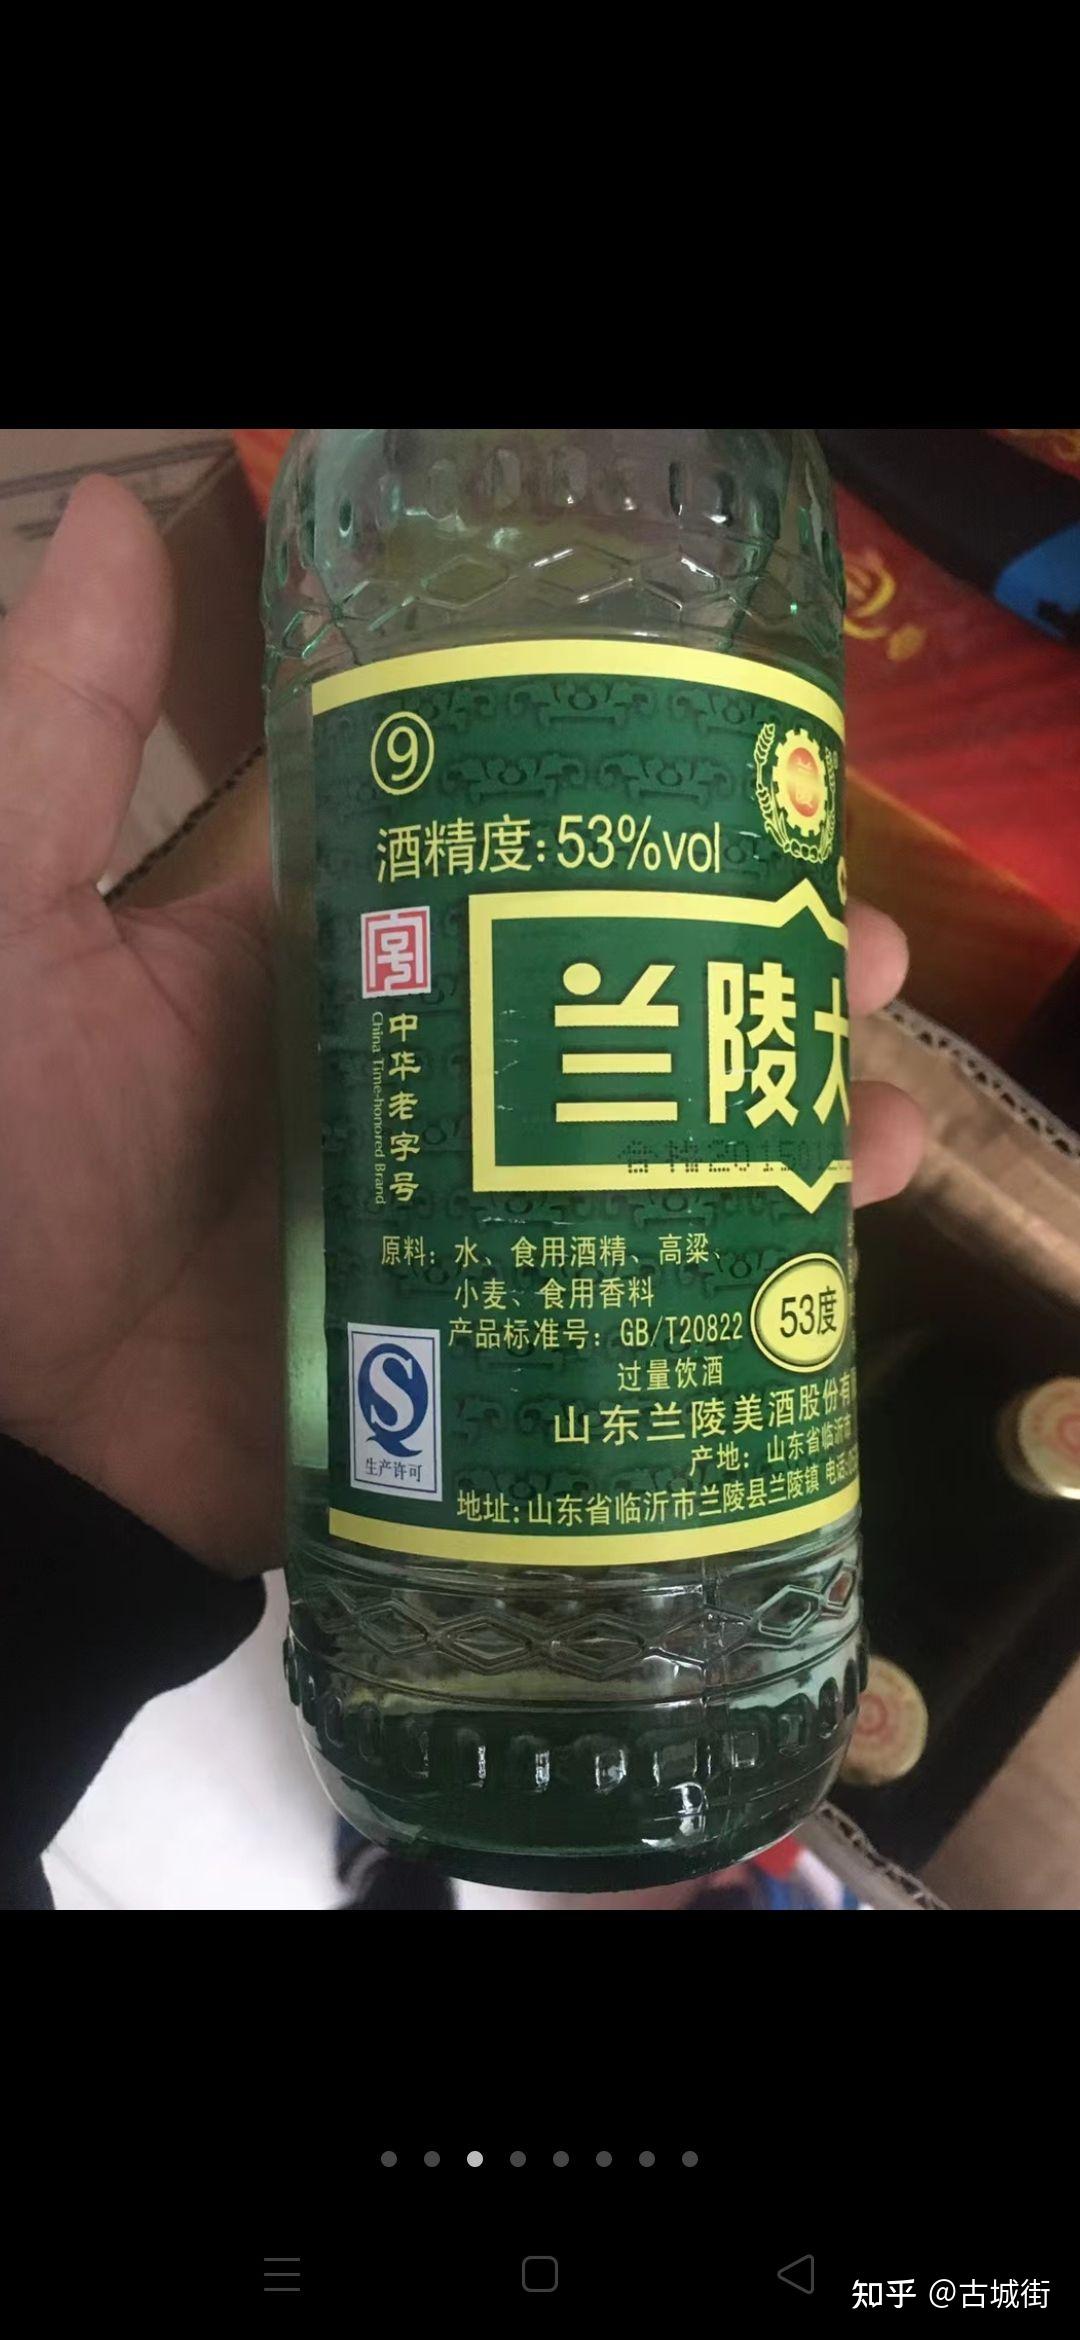 ⑨
酒精度:53%vol
字号
中华老字号
China Time-honored Brand
兰陵大
原料：水、食用酒精、高粱、
小麦、食用香料
产品标准号：GB/T20822
53度
过量饮酒
山东兰陵美酒股份有
产地：山东省临沂市
生产许可
地址:山东省临沂市兰陵县兰陵镇 电话
知乎 @古城街